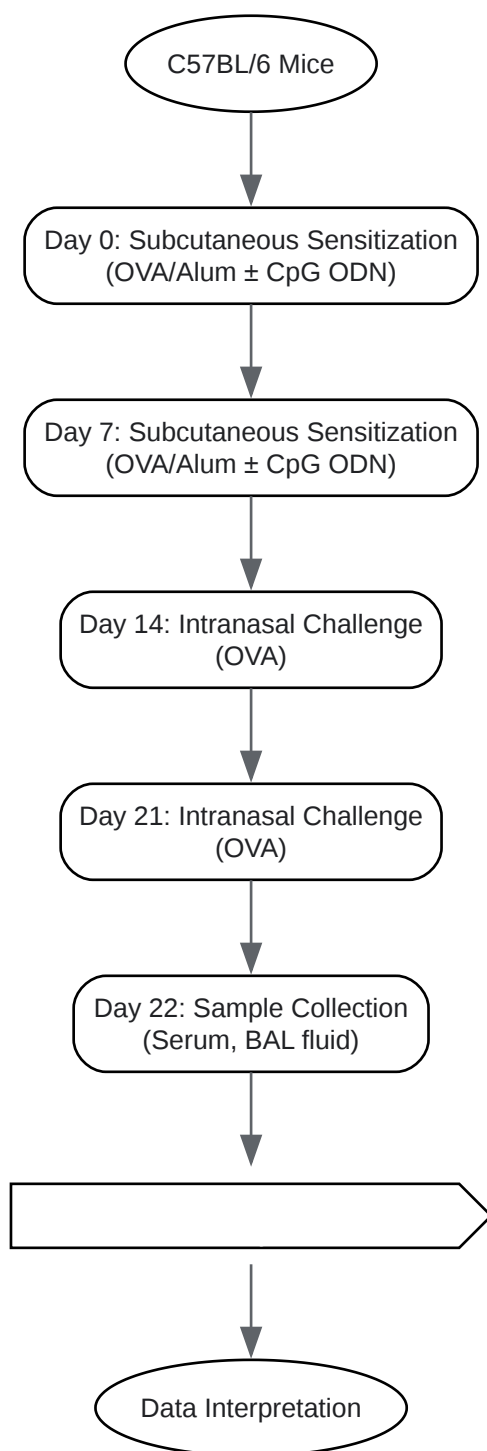 C57BL/6 Mice
Day 0: Subcutaneous Sensitization
(OVA/Alum ± CpG ODN)
Day 7: Subcutaneous Sensitization
(OVA/Alum ± CpG ODN)
Day 14: Intranasal Challenge
(OVA)
Day 21: Intranasal Challenge
(OVA)
Day 22: Sample Collection
(Serum, BAL fluid)
Data Interpretation